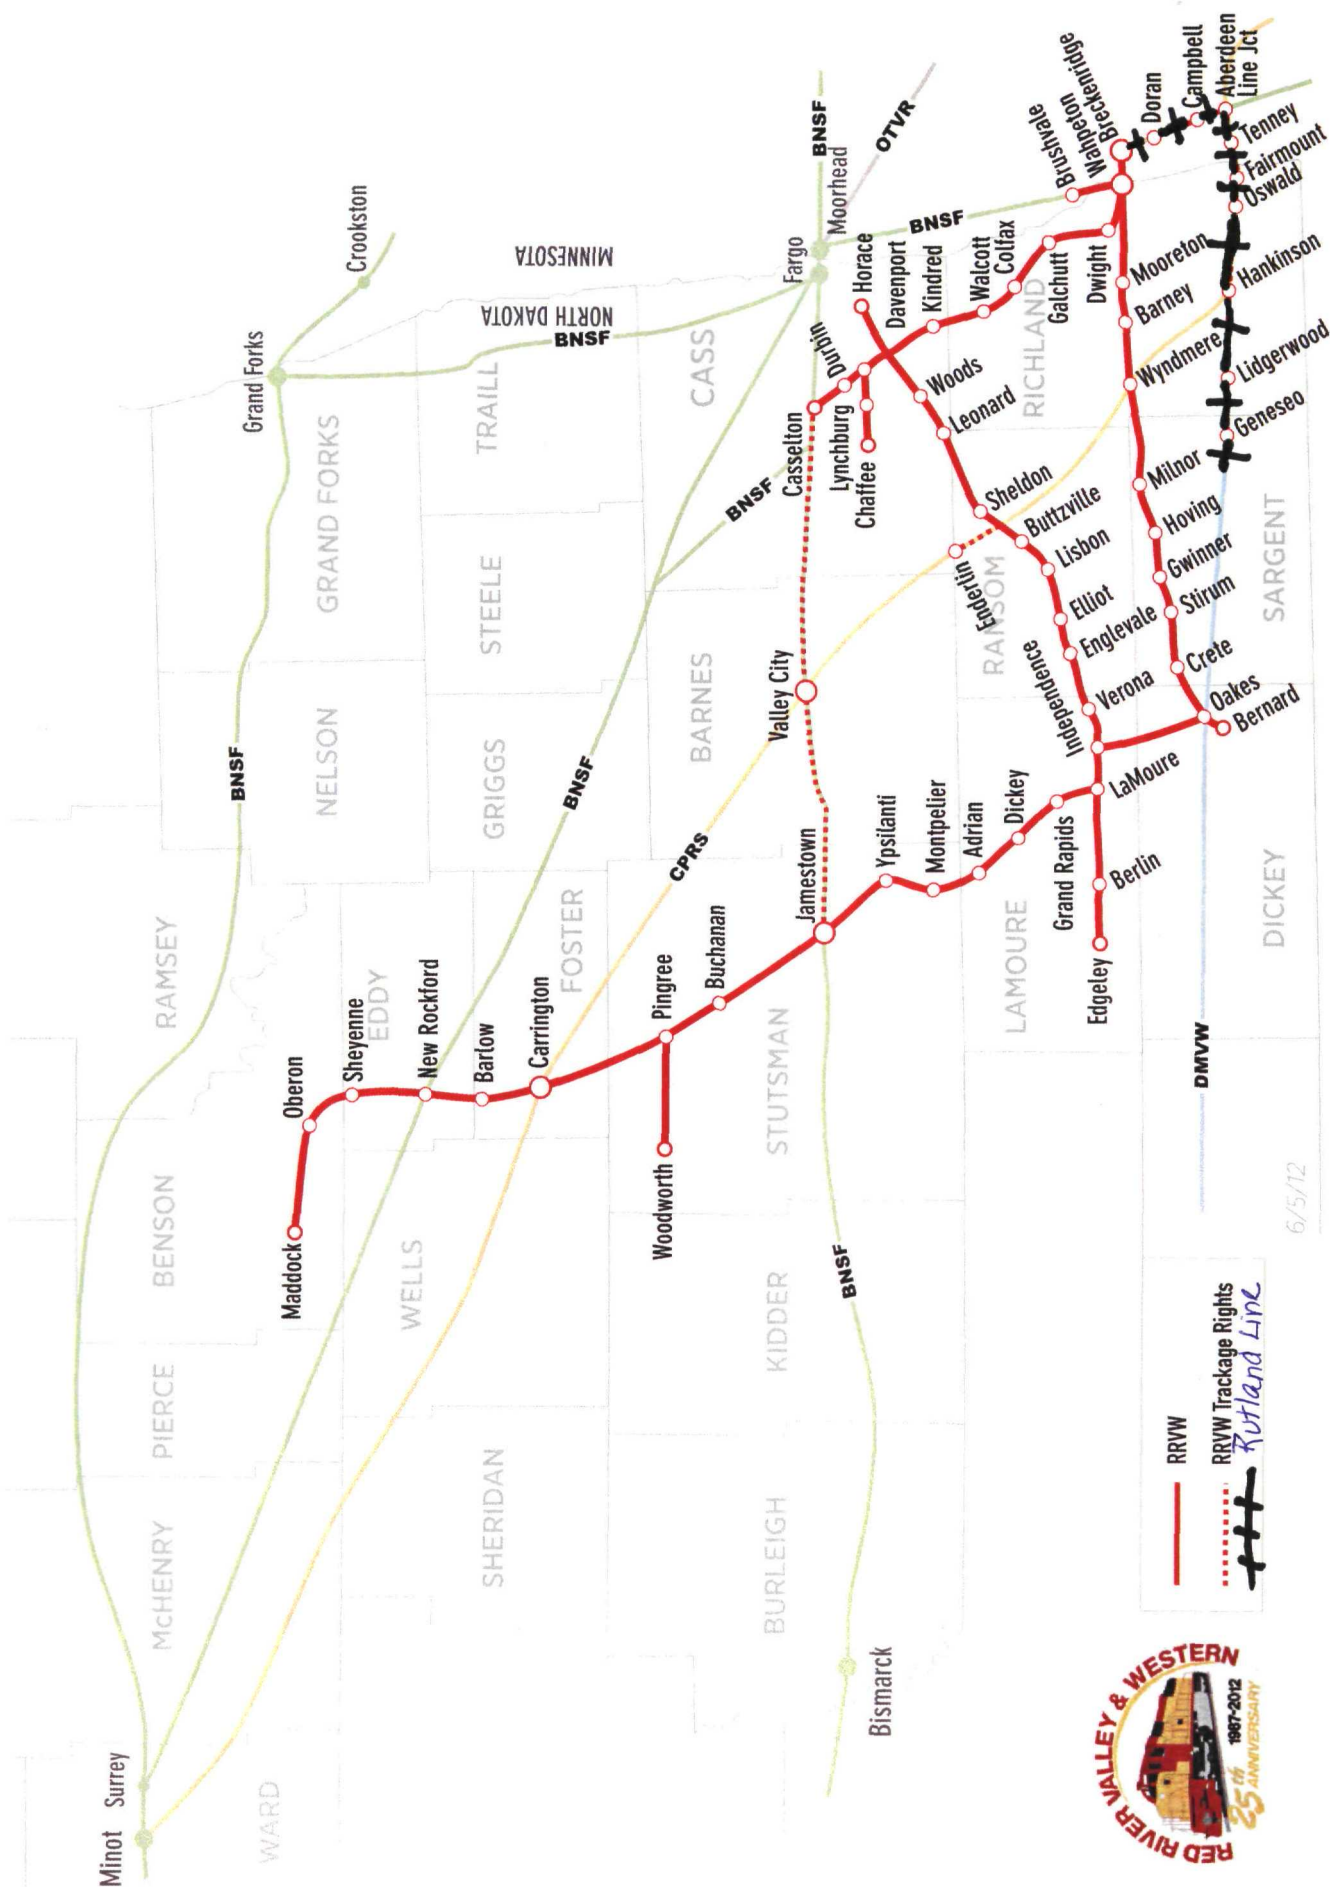 Minot
Surrey
BNSF
Grand Forks
Crookston
RAMSEY
McHENRY
PIERCE
BENSON
NELSON
GRAND FORKS
WARD
Maddock
Oberon
Sheyenne
EDDY
New Rockford
Barlow
Carrington
WELLS
SHERIDAN
FOSTER
GRIGGS
STEELE
TRAILL
BNSF
BNSF
NORTH DAKOTA
MINNESOTA
CPRS
Woodworth
Pingree
Buchanan
Jamestown
BARNES
Valley City
CASS
BNSF
Casselton
Durbin
Lynchburg
Chaffee
Fargo
Moorhead
BNSF
OTVR
BNSF
Horace
Davenport
Kindred
Walcott
Colfax
Galchutt
Dwight
Brushvale
Wahpeton
Breckenridge
Doran
Campbell
Aberdeen
Line Jct
Tenney
Fairmount
Oswald
Hankinson
Lidgerwood
Geneseo
RICHLAND
Mooreton
Barney
Wyndmere
Milnor
Hoving
Gwinner
Stirum
Crete
Oakes
Bernard
SARGENT
Woods
Leonard
Sheldon
Buttzville
Enderlin
RANSOM
Lisbon
Elliot
Englevale
Verona
Independence
LaMoure
Grand Rapids
Dickey
Adrian
Montpelier
Ypsilanti
Berlin
Edgeley
LAMOURE
DICKEY
DMVW
STUTSMAN
KIDDER
BURLEIGH
BNSF
Bismarck
6/5/12
RRVW
RRVW Trackage Rights
Rutland Line
RED RIVER VALLEY & WESTERN
1987-2012
25th
ANNIVERSARY